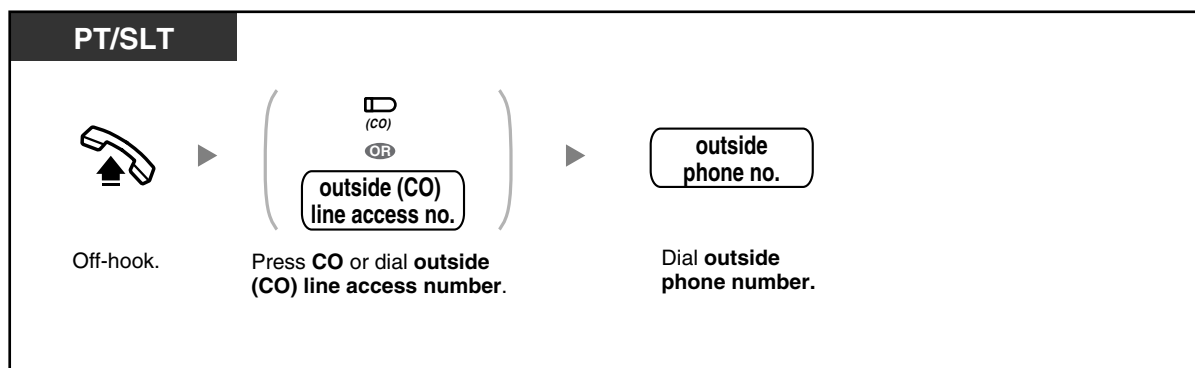 PT/SLT
(CO)
OR
outside (CO)
line access no.
outside
phone no.
Off-hook.
Press CO or dial outside
(CO) line access number.
Dial outside
phone number.